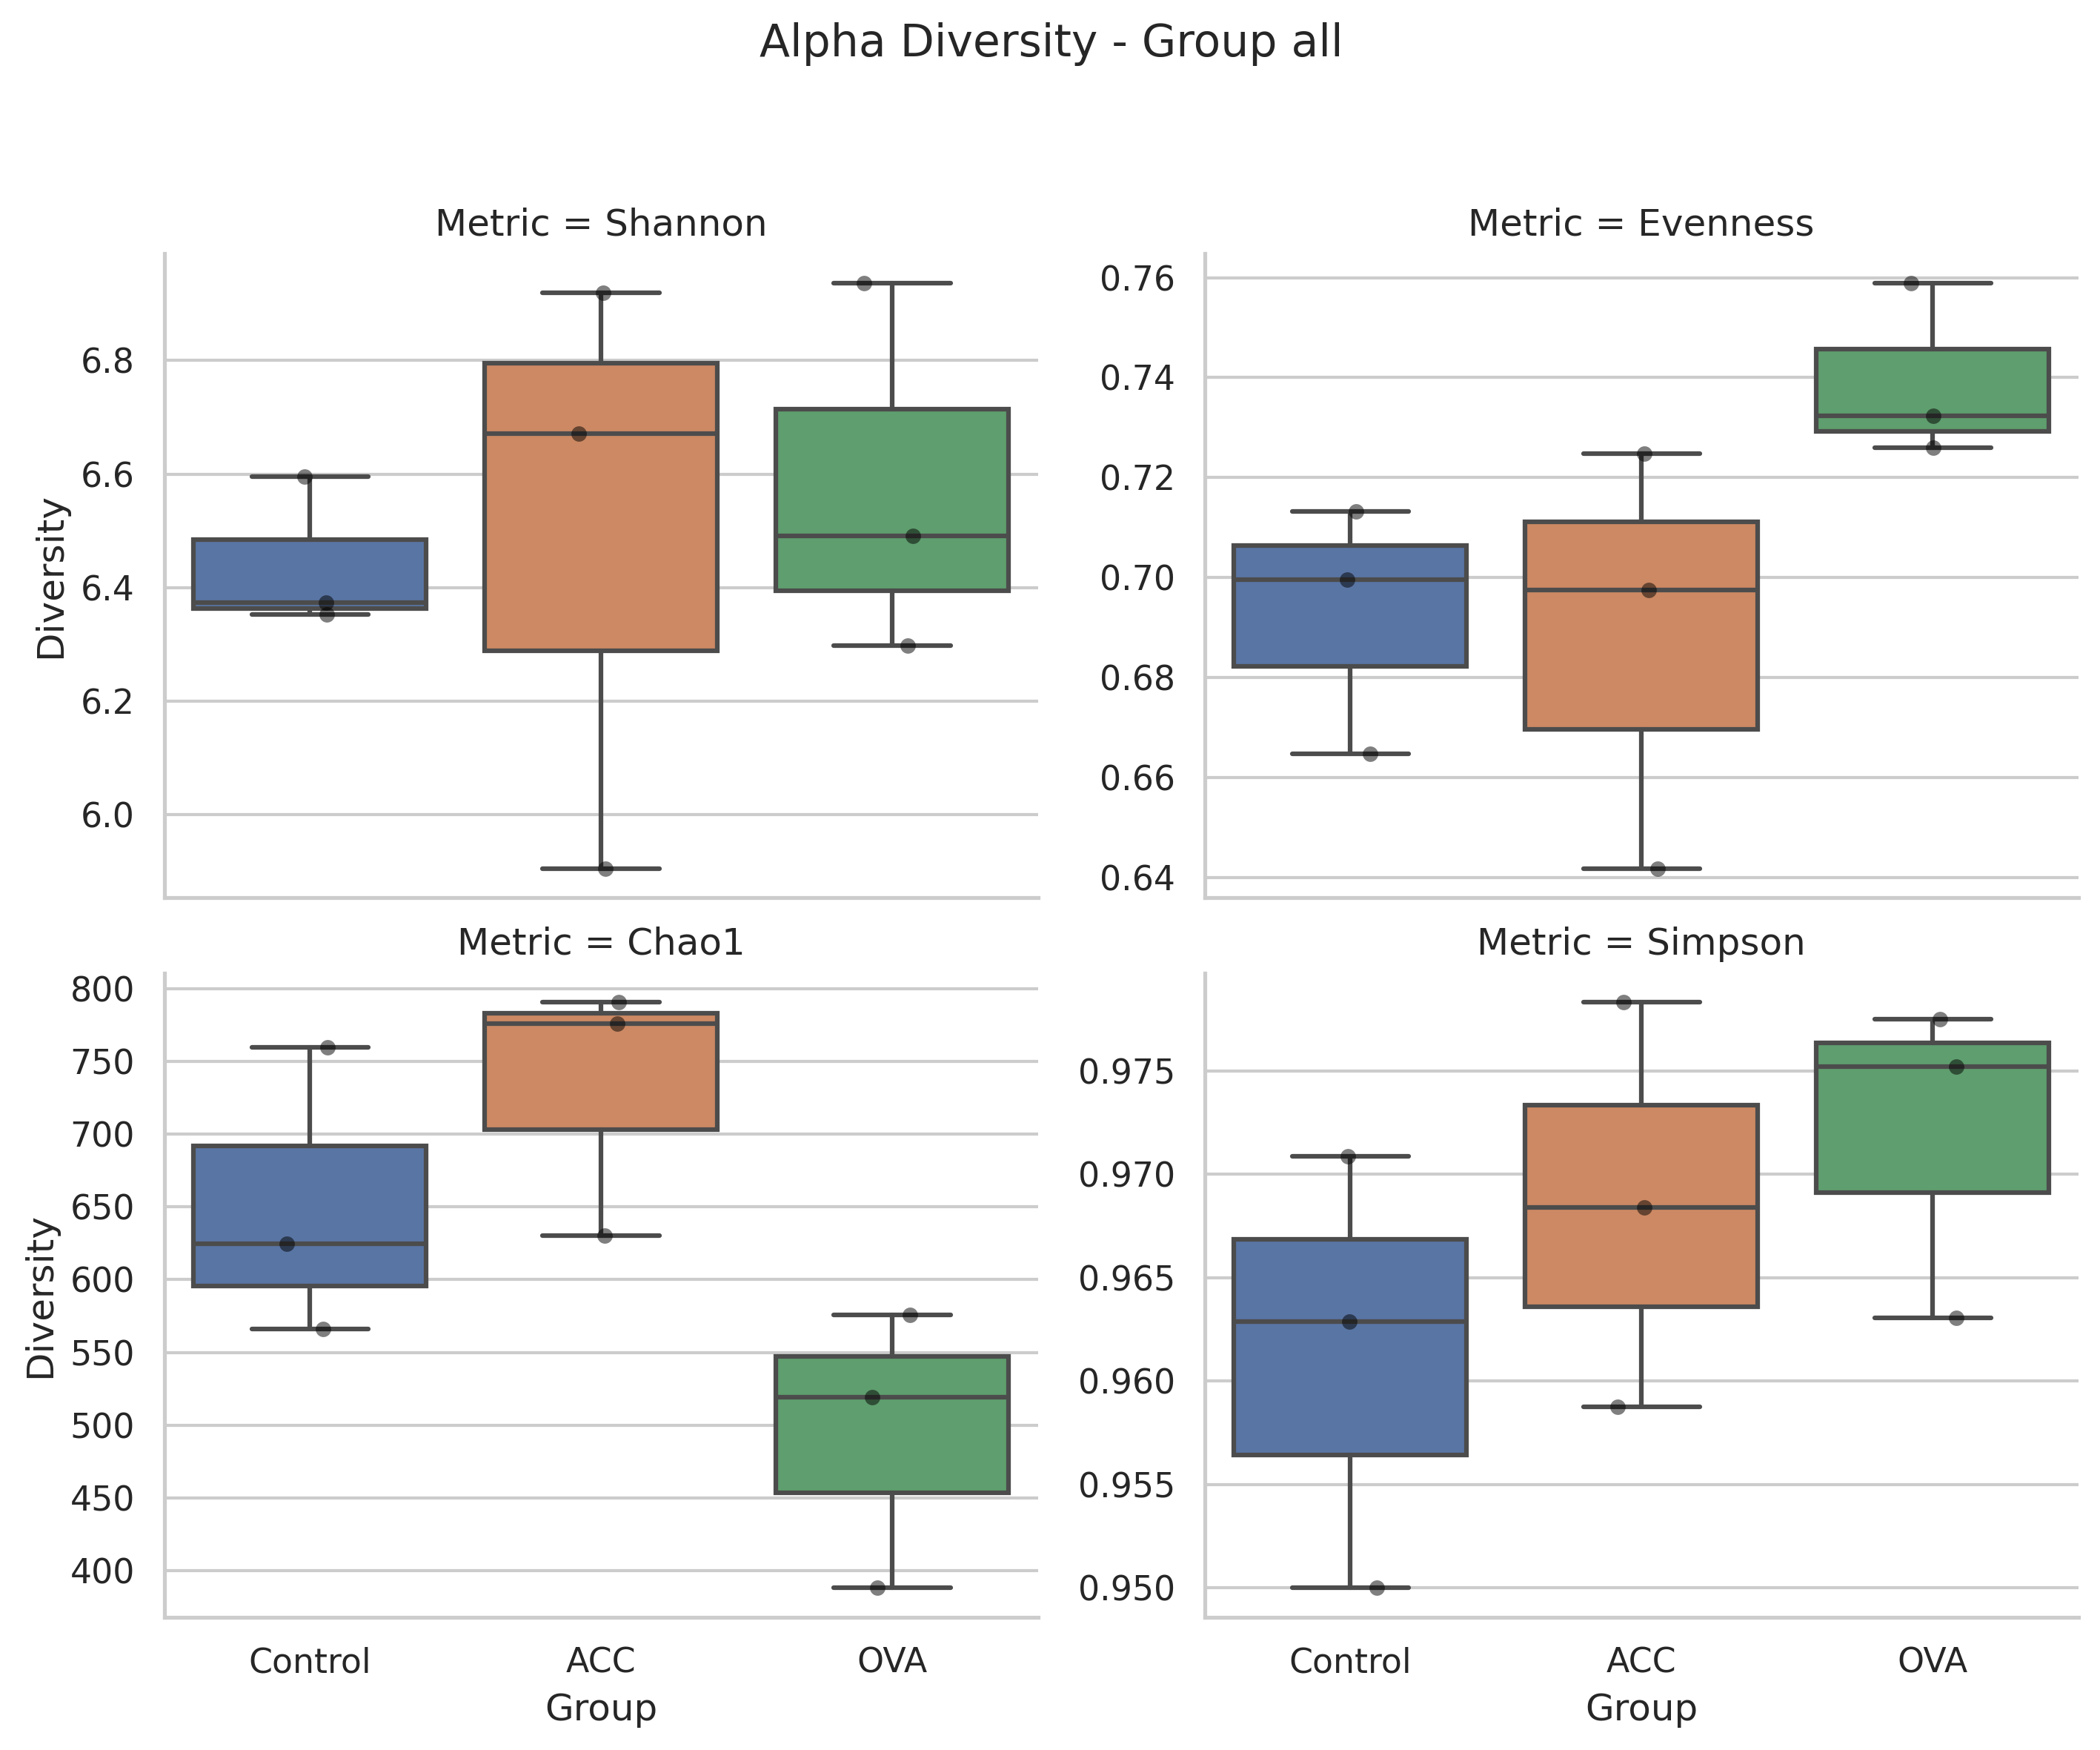 Alpha Diversity - Group all
Metric = Shannon
Diversity
6.8
6.6
6.4
6.2
6.0
Metric = Evenness
0.76
0.74
0.72
0.70
0.68
0.66
0.64
Metric = Chao1
Diversity
800
750
700
650
600
550
500
450
400
Control
ACC
OVA
Group
Metric = Simpson
0.975
0.970
0.965
0.960
0.955
0.950
Control
ACC
OVA
Group